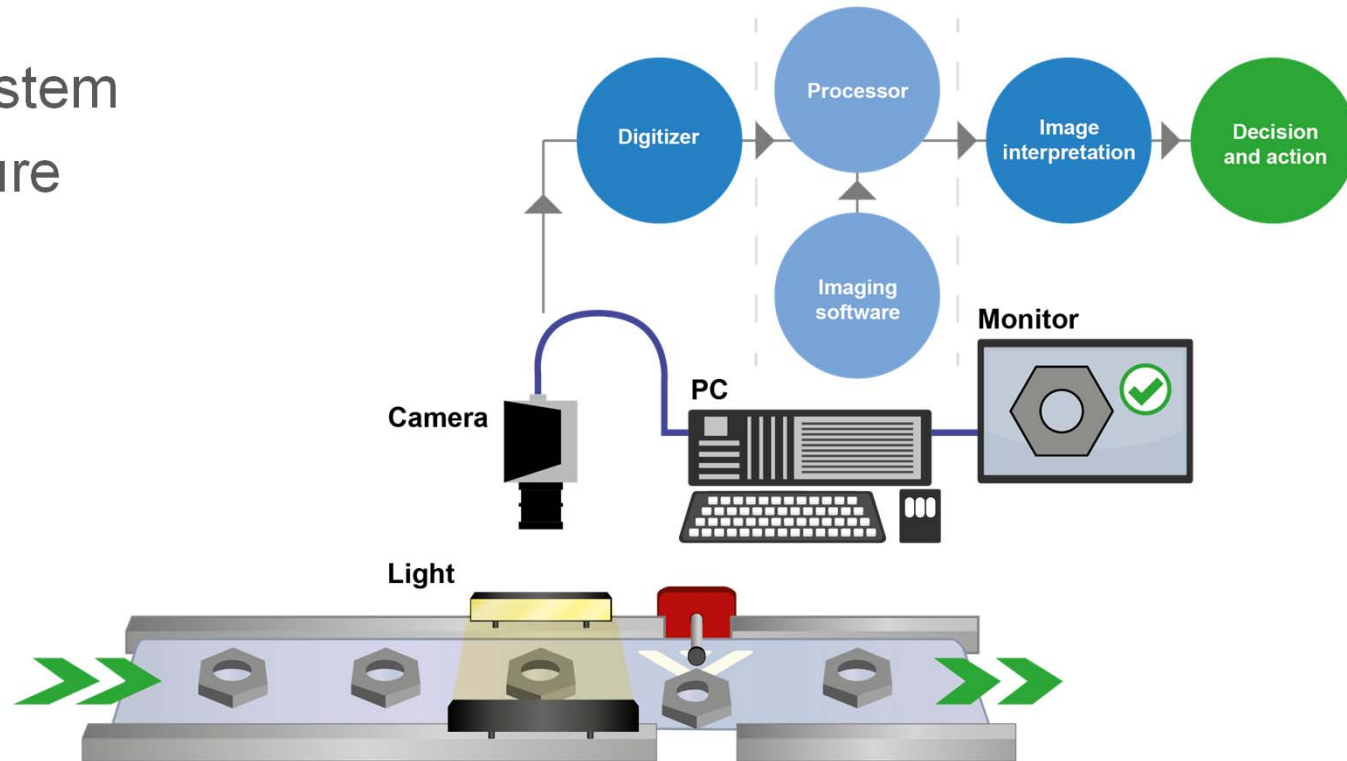 stem
ure
Digitizer
Processor
Image
interpretation
Decision
and action
Imaging
software
Monitor
PC
Camera
Light